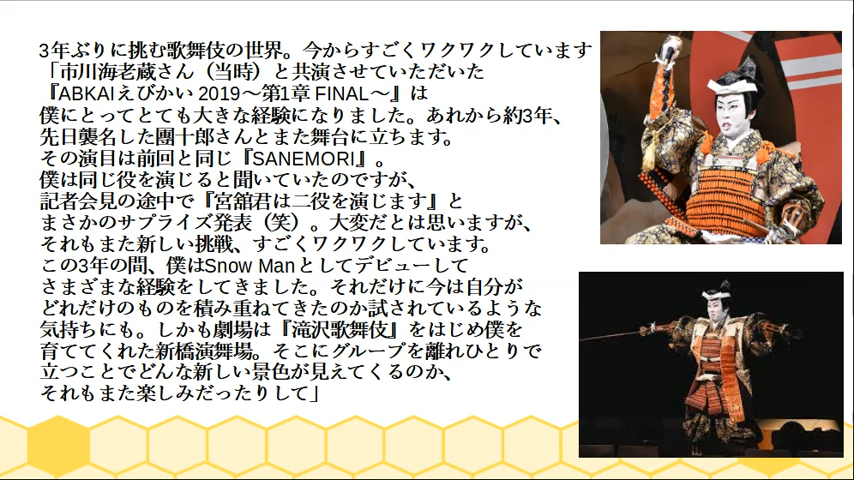 3年ぶりに挑む歌舞伎の世界。今からすごくワクワクしています
「市川海老蔵さん（当時）と共演させていただいた
『ABKAIえびかい 2019～第1章 FINAL～』は
僕にとってとても大きな経験になりました。あれから約3年、
先日襲名した團十郎さんとまた舞台に立ちます。
その演目は前回と同じ『SANEMORI』。
僕は同じ役を演じると聞いていたのですが、
記者会見の途中で『宮舘君は二役を演じます』と
まさかのサプライズ発表（笑）。大変だとは思いますが、
それもまた新しい挑戦、すごくワクワクしています。
この3年の間、僕はSnow Manとしてデビューして
さまざまな経験をしてきました。それだけに今は自分が
どれだけのものを積み重ねてきたのか試されているような
気持ちにも。しかも劇場は『滝沢歌舞伎』をはじめ僕を
育ててくれた新橋演舞場。そこにグループを離れひとりで
立つことでどんな新しい景色が見えてくるのか、
それもまた楽しみだったりして」